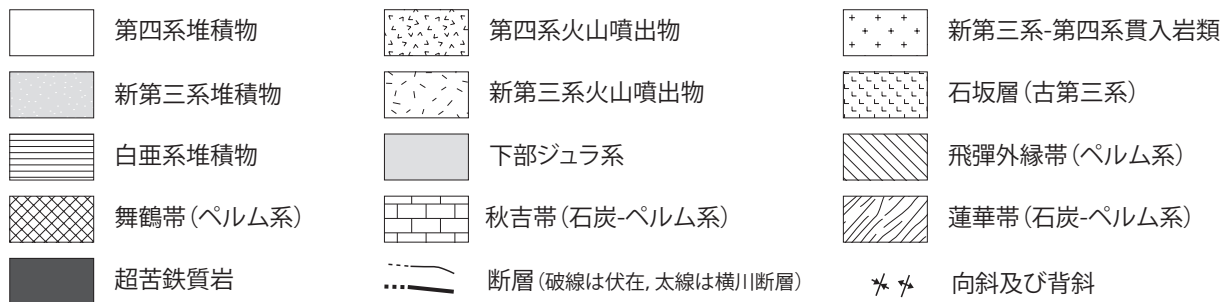 第四系堆積物 第四系火山噴出物 新第三系-第四系貫入岩類
新第三系堆積物 新第三系火山噴出物 石坂層(古第三系)
白亜系堆積物 下部ジュラ系 飛彈外縁帯(ペルム系)
舞鶴帯(ペルム系) 秋吉帯(石炭-ペルム系) 蓮華帯(石炭-ペルム系)
超苦鉄質岩 断層(破線は伏在, 太線は横川断層) 向斜及び背斜